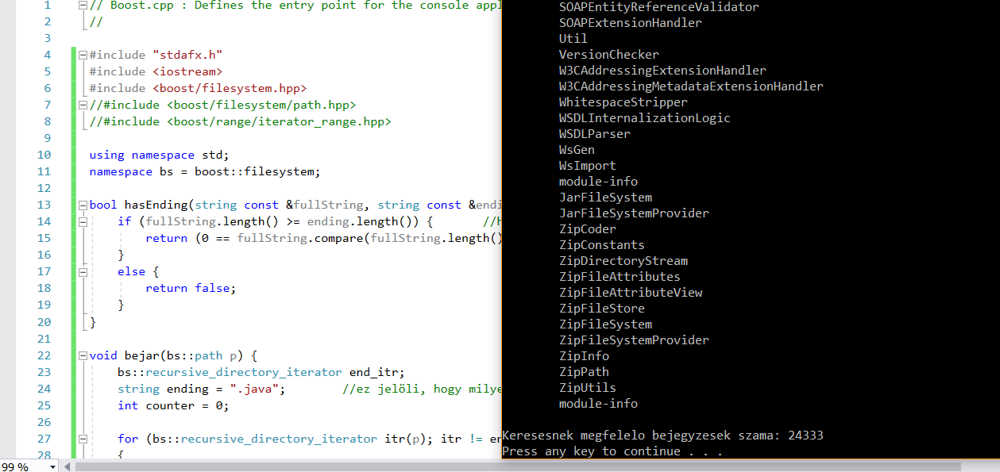 1 // Boost.cpp : Defines the entry point for the console appl
2 //
3
4 #include "stdafx.h"
5 #include <iostream>
6 #include <boost/filesystem.hpp>
7 //#include <boost/filesystem/path.hpp>
8 //#include <boost/range/iterator_range.hpp>
9
10 using namespace std;
11 namespace bs = boost::filesystem;
12
13 bool hasEnding(string const &fullString, string const &endi
14 if (fullString.length() >= ending.length()) { //h
15 return (0 == fullString.compare(fullString.length()
16 }
17 else {
18 return false;
19 }
20 }
21
22 void bejar(bs::path p) {
23 bs::recursive_directory_iterator end_itr;
24 string ending = ".java"; //ez jelöli, hogy milye
25 int counter = 0;
26
27 for (bs::recursive_directory_iterator itr(p); itr != en
28 {
99 %
SOAPEntityReferenceValidator
SOAPExtensionHandler
Util
VersionChecker
W3CAddressingExtensionHandler
W3CAddressingMetadataExtensionHandler
WhitespaceStripper
WSDLInternalizationLogic
WSDLParser
WsGen
WsImport
module-info
JarFileSystem
JarFileSystemProvider
ZipCoder
ZipConstants
ZipDirectoryStream
ZipFileAttributes
ZipFileAttributeView
ZipFileStore
ZipFileSystem
ZipFileSystemProvider
ZipInfo
ZipPath
ZipUtils
module-info
Keresesnek megfelelo bejegyzesek szama: 24333
Press any key to continue . . .